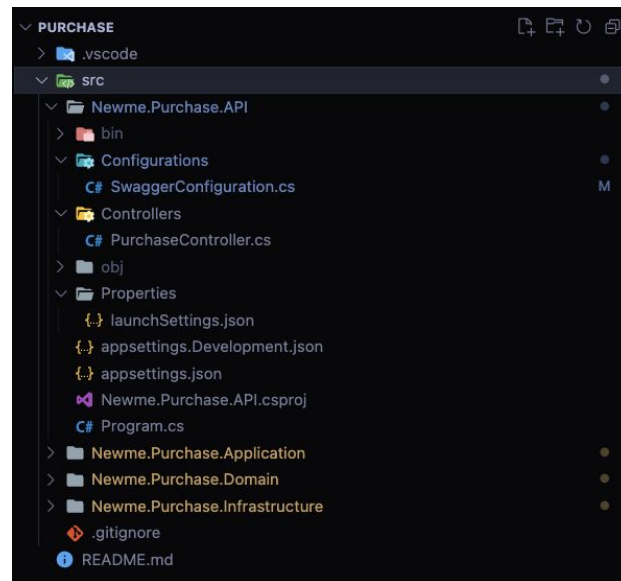 PURCHASE
.vscode
src
Newme.Purchase.API
bin
Configurations
C# SwaggerConfiguration.cs M
Controllers
C# PurchaseController.cs
obj
Properties
{..} launchSettings.json
{..} appsettings.Development.json
{..} appsettings.json
Newme.Purchase.API.csproj
C# Program.cs
Newme.Purchase.Application
Newme.Purchase.Domain
Newme.Purchase.Infrastructure
.gitignore
README.md